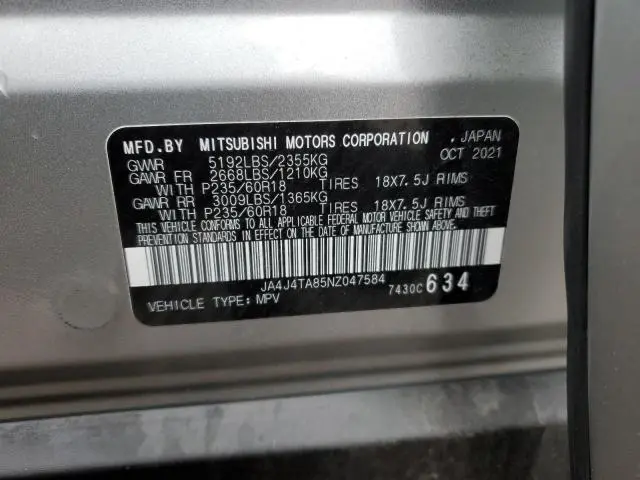 MFD.BY MITSUBISHI MOTORS CORPORATION , JAPAN
GVWR 5192LBS/2355KG OCT 2021
GAWR FR 2668LBS/1210KG
WITH P235/60R18 TIRES 18X7.5J RIMS
GAWR RR 3009LBS/1365KG
WITH P235/60R18 TIRES 18X7.5J RIMS
THIS VEHICLE CONFORMS TO ALL APPLICABLE FEDERAL MOTOR VEHICLE SAFETY AND THEFT
PREVENTION STANDARDS IN EFFECT ON THE DATE OF MANUFACTURE SHOWN ABOVE.
JA4J4TA85NZ047584
VEHICLE TYPE: MPV 7430C 634